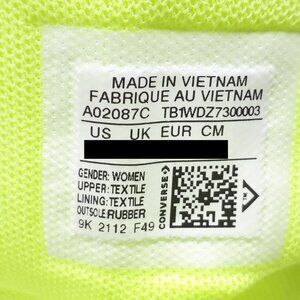 MADE IN VIETNAM
FABRIQUE AU VIETNAM
A02087C TB1WDZ7300003
US UK EUR CM
GENDER: WOMEN
UPPER: TEXTILE
LINING: TEXTILE
OUTSOLE:RUBBER
9K 2112 F49
CONVERSE